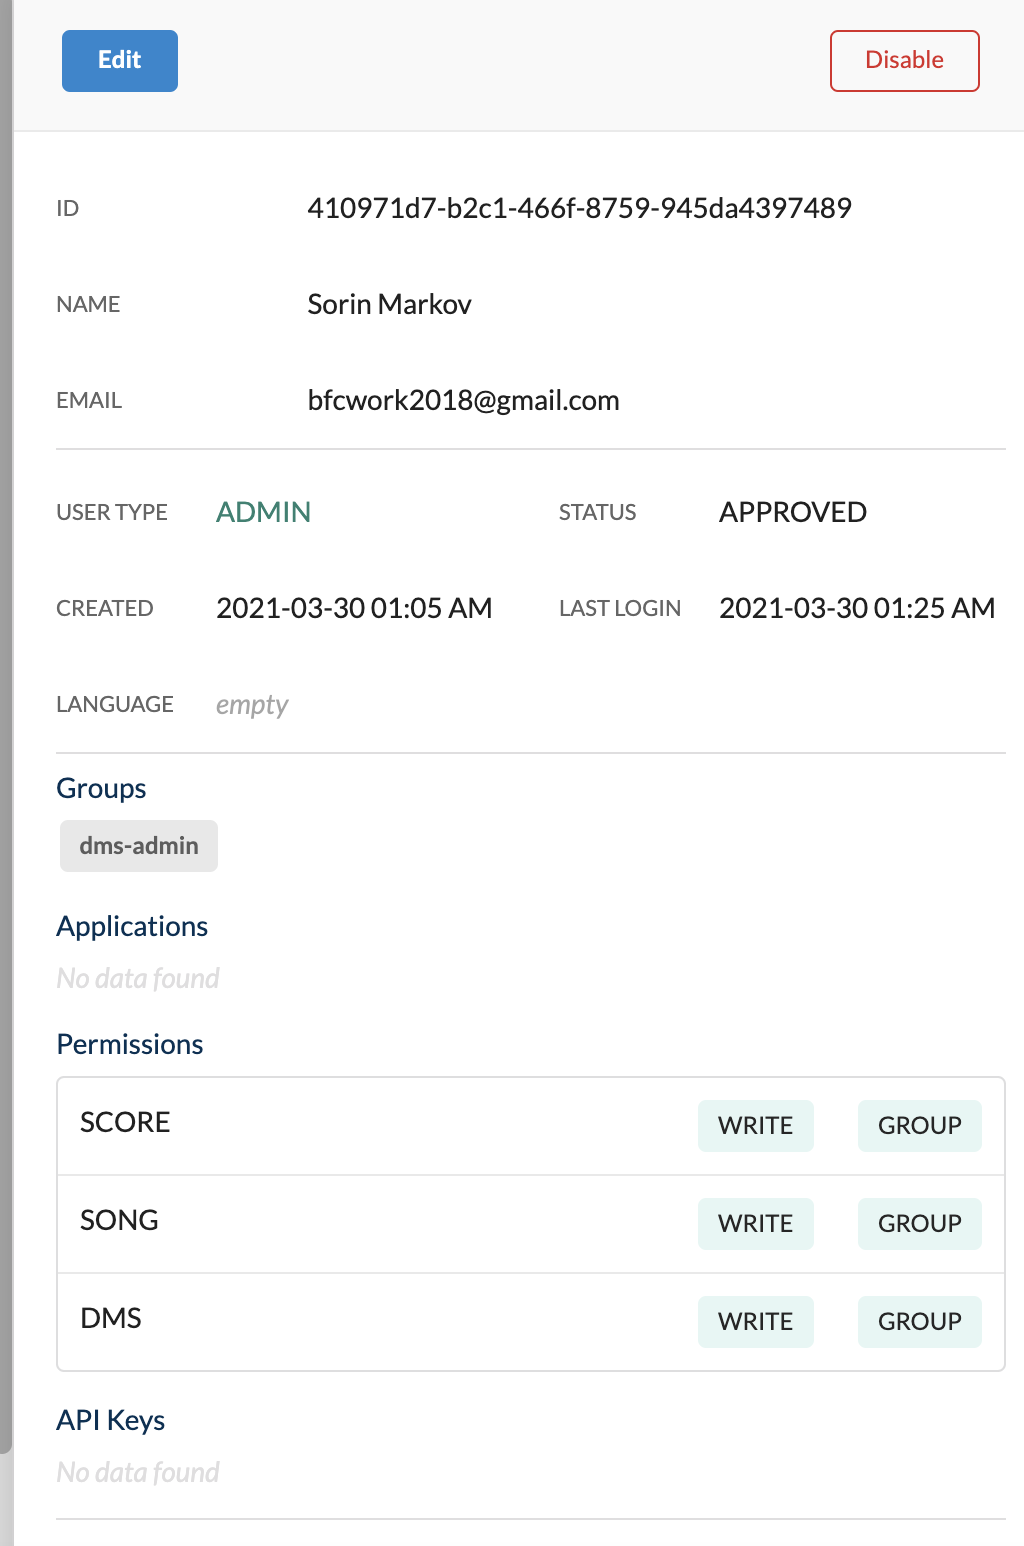 Edit Disable
ID 410971d7-b2c1-466f-8759-945da4397489
NAME Sorin Markov
EMAIL bfcwork2018@gmail.com
USER TYPE ADMIN STATUS APPROVED
CREATED 2021-03-30 01:05 AM LAST LOGIN 2021-03-30 01:25 AM
LANGUAGE empty
Groups
dms-admin
Applications
No data found
Permissions
SCORE WRITE GROUP
SONG WRITE GROUP
DMS WRITE GROUP
API Keys
No data found